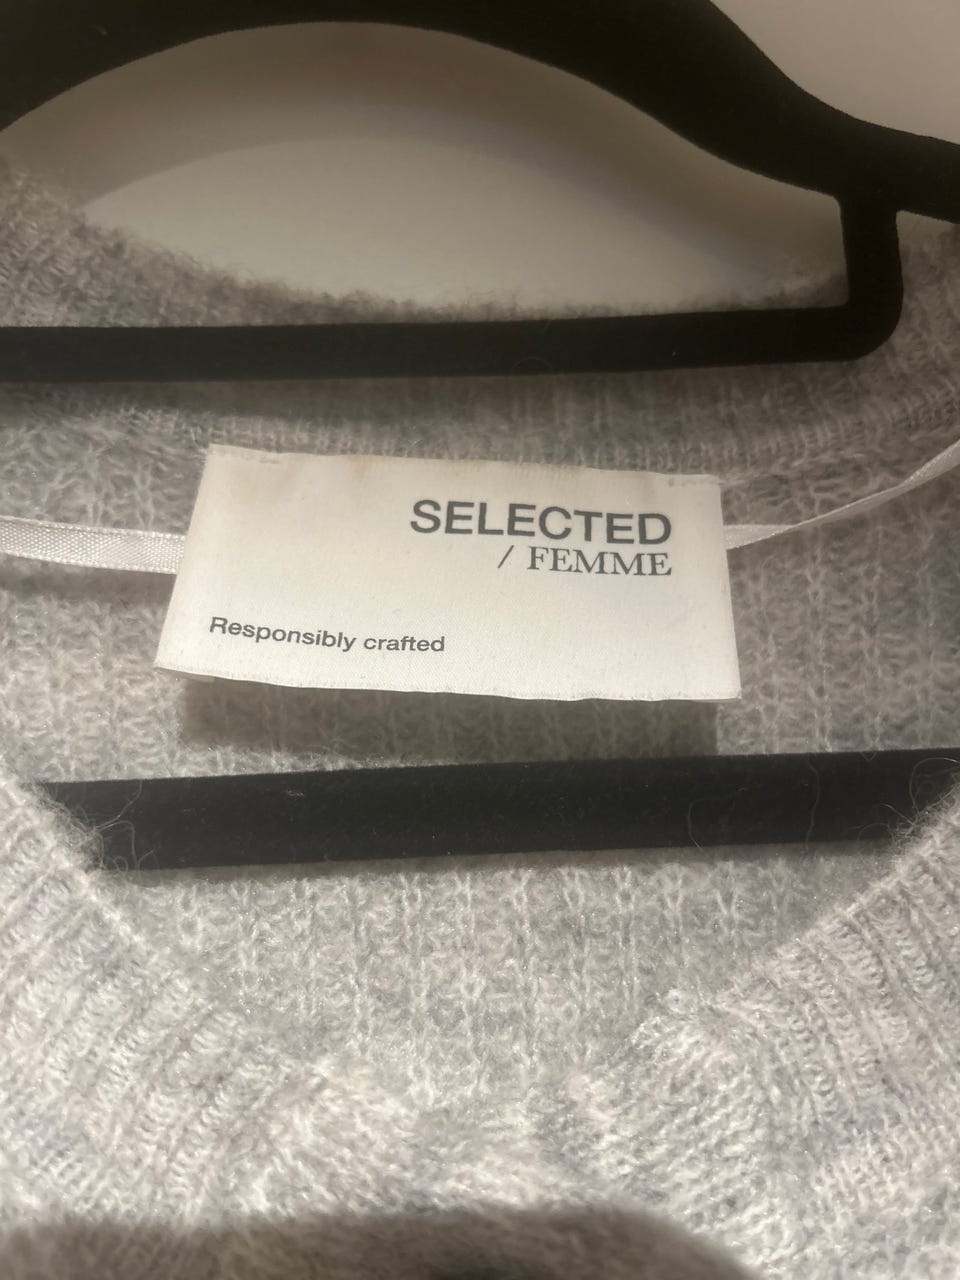 SELECTED
/ FEMME
Responsibly crafted